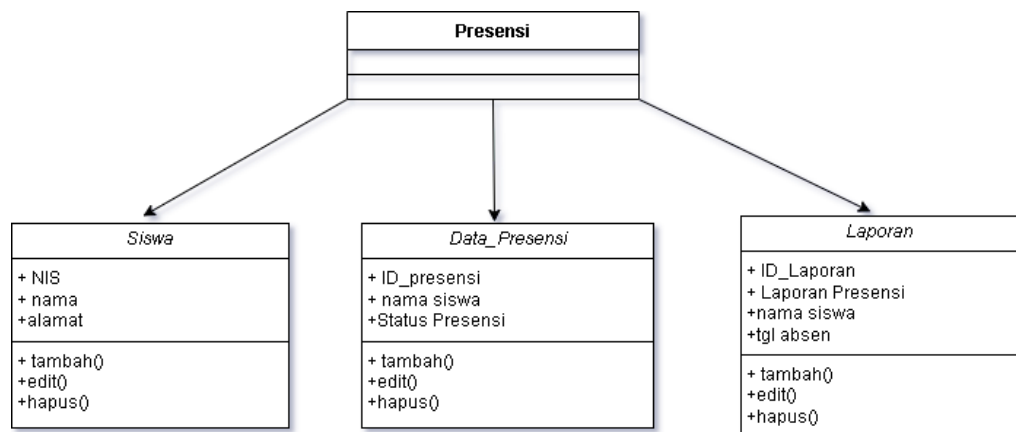 Presensi
Siswa
+ NIS
+ nama
+alamat
+ tambah()
+edit()
+hapus()
Data_Presensi
+ ID_presensi
+ nama siswa
+Status Presensi
+ tambah()
+edit()
+hapus()
Laporan
+ ID_Laporan
+ Laporan Presensi
+nama siswa
+tgl absen
+ tambah()
+edit()
+hapus()